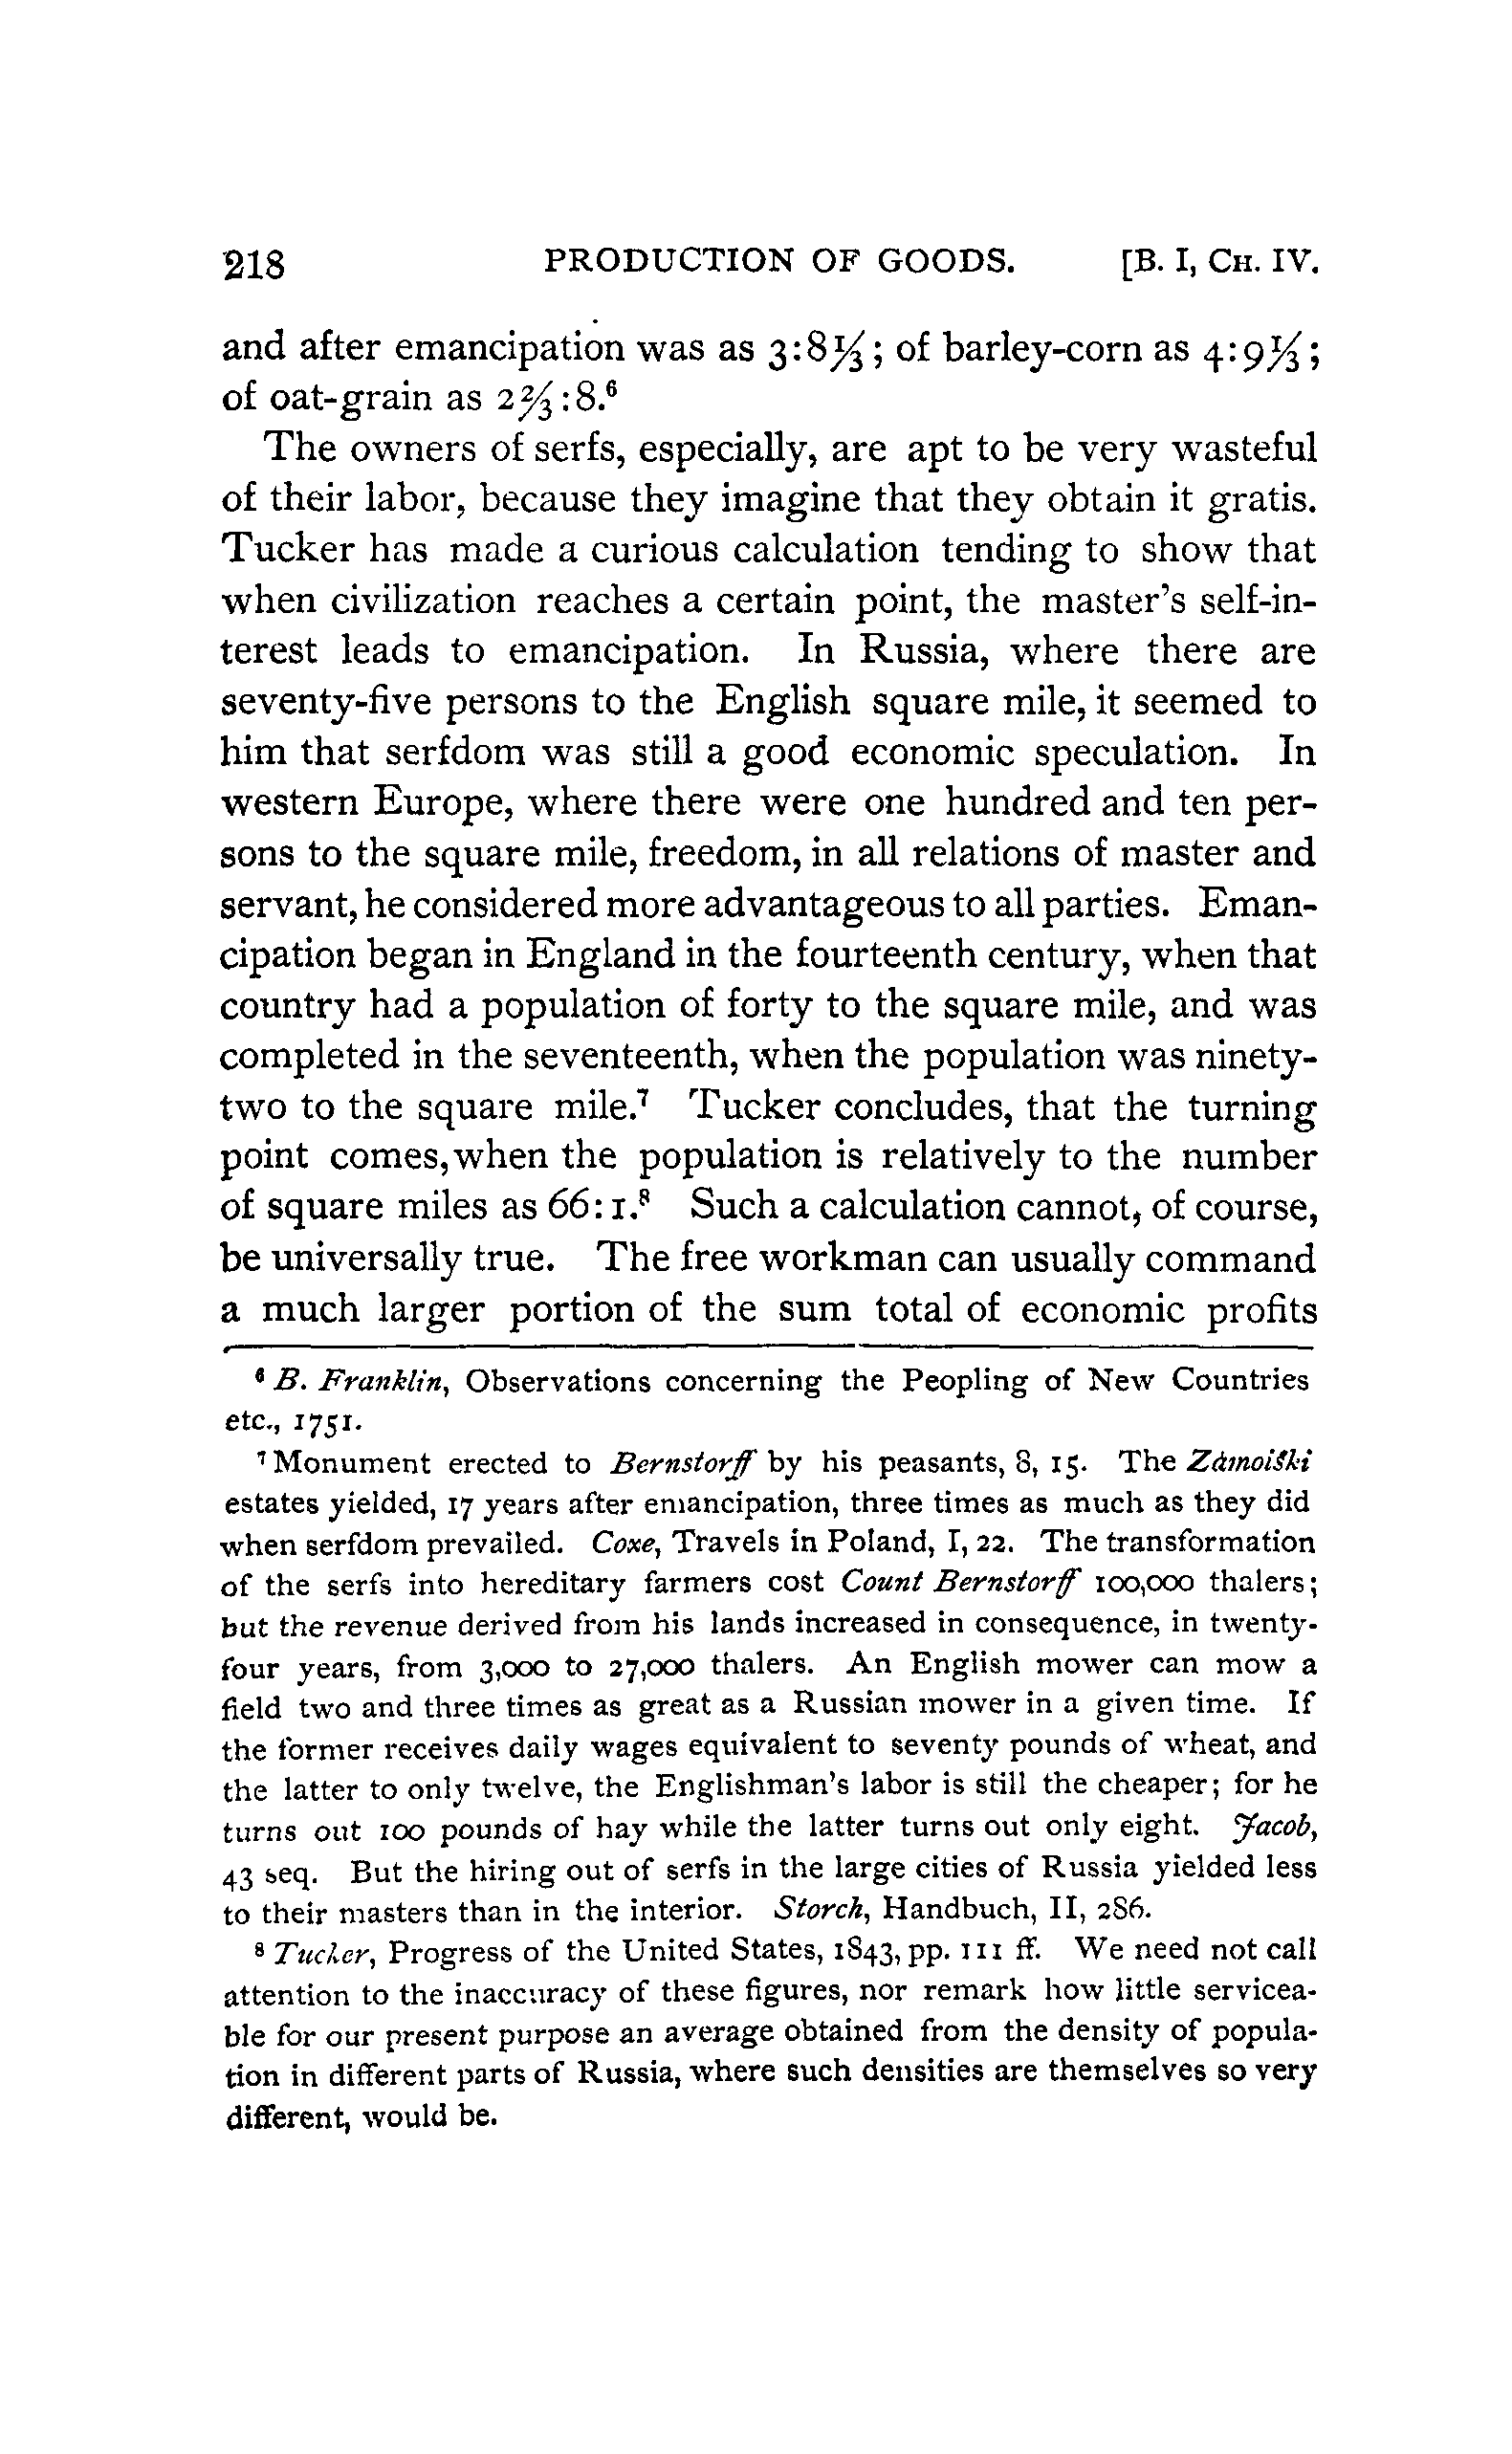 218 PRODUCTION OF GOODS. [B. I, CH. IV.
and after emancipation was as 3:8⅓; of barley-corn as 4:9⅓;
of oat-grain as 2⅔:8.⁶
The owners of serfs, especially, are apt to be very wasteful
of their labor, because they imagine that they obtain it gratis.
Tucker has made a curious calculation tending to show that
when civilization reaches a certain point, the master's self-in-
terest leads to emancipation. In Russia, where there are
seventy-five persons to the English square mile, it seemed to
him that serfdom was still a good economic speculation. In
western Europe, where there were one hundred and ten per-
sons to the square mile, freedom, in all relations of master and
servant, he considered more advantageous to all parties. Eman-
cipation began in England in the fourteenth century, when that
country had a population of forty to the square mile, and was
completed in the seventeenth, when the population was ninety-
two to the square mile.⁷ Tucker concludes, that the turning
point comes, when the population is relatively to the number
of square miles as 66:1.⁸ Such a calculation cannot, of course,
be universally true. The free workman can usually command
a much larger portion of the sum total of economic profits
⁶ B. Franklin, Observations concerning the Peopling of New Countries
etc., 1751.
⁷ Monument erected to Bernstorff by his peasants, 8, 15. The Zámoiski
estates yielded, 17 years after emancipation, three times as much as they did
when serfdom prevailed. Coxe, Travels in Poland, I, 22. The transformation
of the serfs into hereditary farmers cost Count Bernstorff 100,000 thalers;
but the revenue derived from his lands increased in consequence, in twenty-
four years, from 3,000 to 27,000 thalers. An English mower can mow a
field two and three times as great as a Russian mower in a given time. If
the former receives daily wages equivalent to seventy pounds of wheat, and
the latter to only twelve, the Englishman's labor is still the cheaper; for he
turns out 100 pounds of hay while the latter turns out only eight. Jacob,
43 seq. But the hiring out of serfs in the large cities of Russia yielded less
to their masters than in the interior. Storch, Handbuch, II, 286.
⁸ Tucker, Progress of the United States, 1843, pp. 111 ff. We need not call
attention to the inaccuracy of these figures, nor remark how little servicea-
ble for our present purpose an average obtained from the density of popula-
tion in different parts of Russia, where such densities are themselves so very
different, would be.